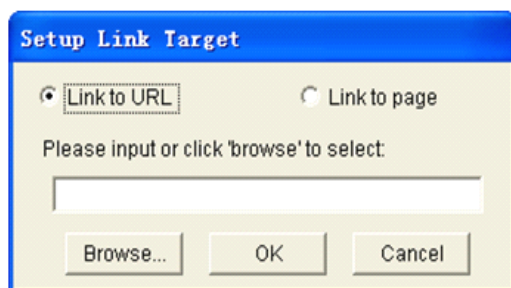 Setup Link Target
Link to URL Link to page
Please input or click 'browse' to select:
Browse... OK Cancel